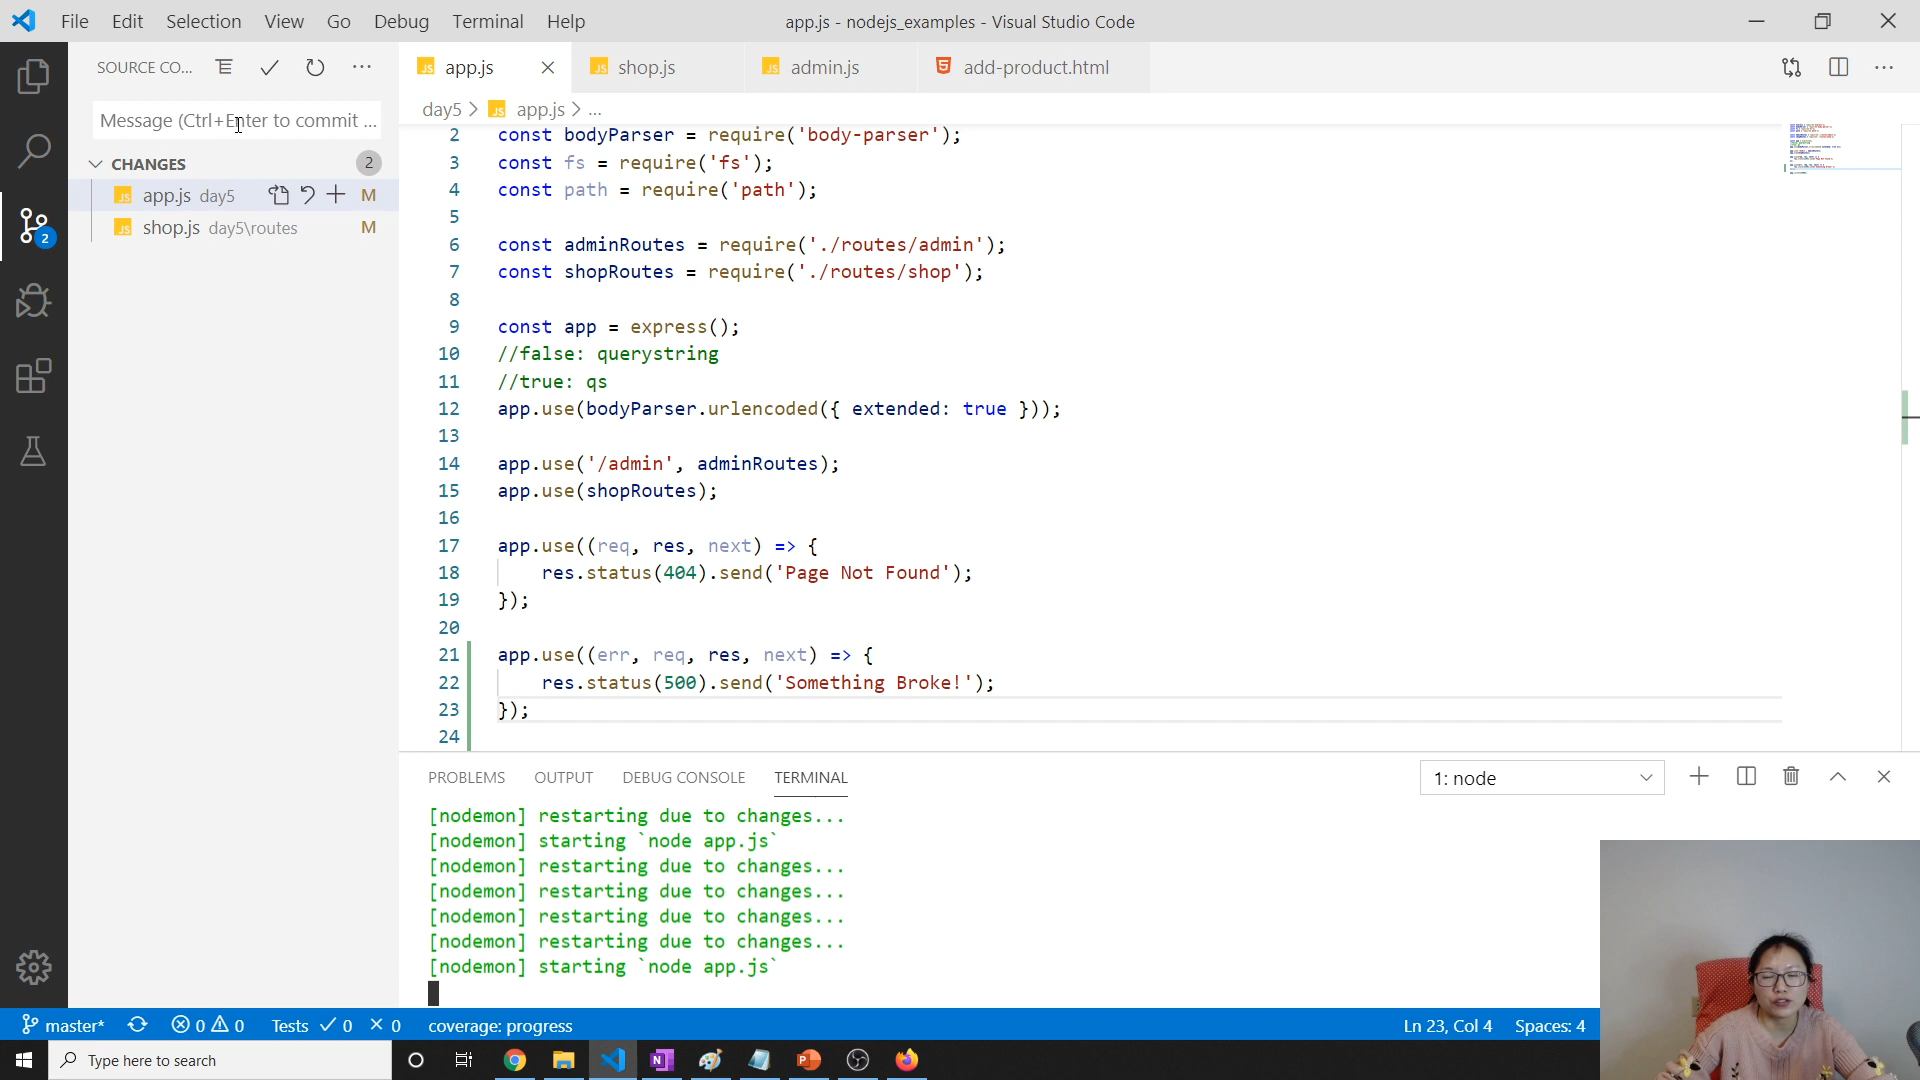 File Edit Selection View Go Debug Terminal Help
app.js - nodejs_examples - Visual Studio Code
SOURCE CO...
Message (Ctrl+Enter to commit ...
CHANGES 2
app.js day5 M
shop.js day5\routes M
2
app.js shop.js admin.js add-product.html
day5 > app.js > ...
2 const bodyParser = require('body-parser');
3 const fs = require('fs');
4 const path = require('path');
5
6 const adminRoutes = require('./routes/admin');
7 const shopRoutes = require('./routes/shop');
8
9 const app = express();
10 //false: querystring
11 //true: qs
12 app.use(bodyParser.urlencoded({ extended: true }));
13
14 app.use('/admin', adminRoutes);
15 app.use(shopRoutes);
16
17 app.use((req, res, next) => {
18 res.status(404).send('Page Not Found');
19 });
20
21 app.use((err, req, res, next) => {
22 res.status(500).send('Something Broke!');
23 });
24
PROBLEMS OUTPUT DEBUG CONSOLE TERMINAL
1: node
[nodemon] restarting due to changes...
[nodemon] starting `node app.js`
[nodemon] restarting due to changes...
[nodemon] restarting due to changes...
[nodemon] restarting due to changes...
[nodemon] restarting due to changes...
[nodemon] starting `node app.js`
master* 0 0 Tests 0 0 coverage: progress Ln 23, Col 4 Spaces: 4
Type here to search